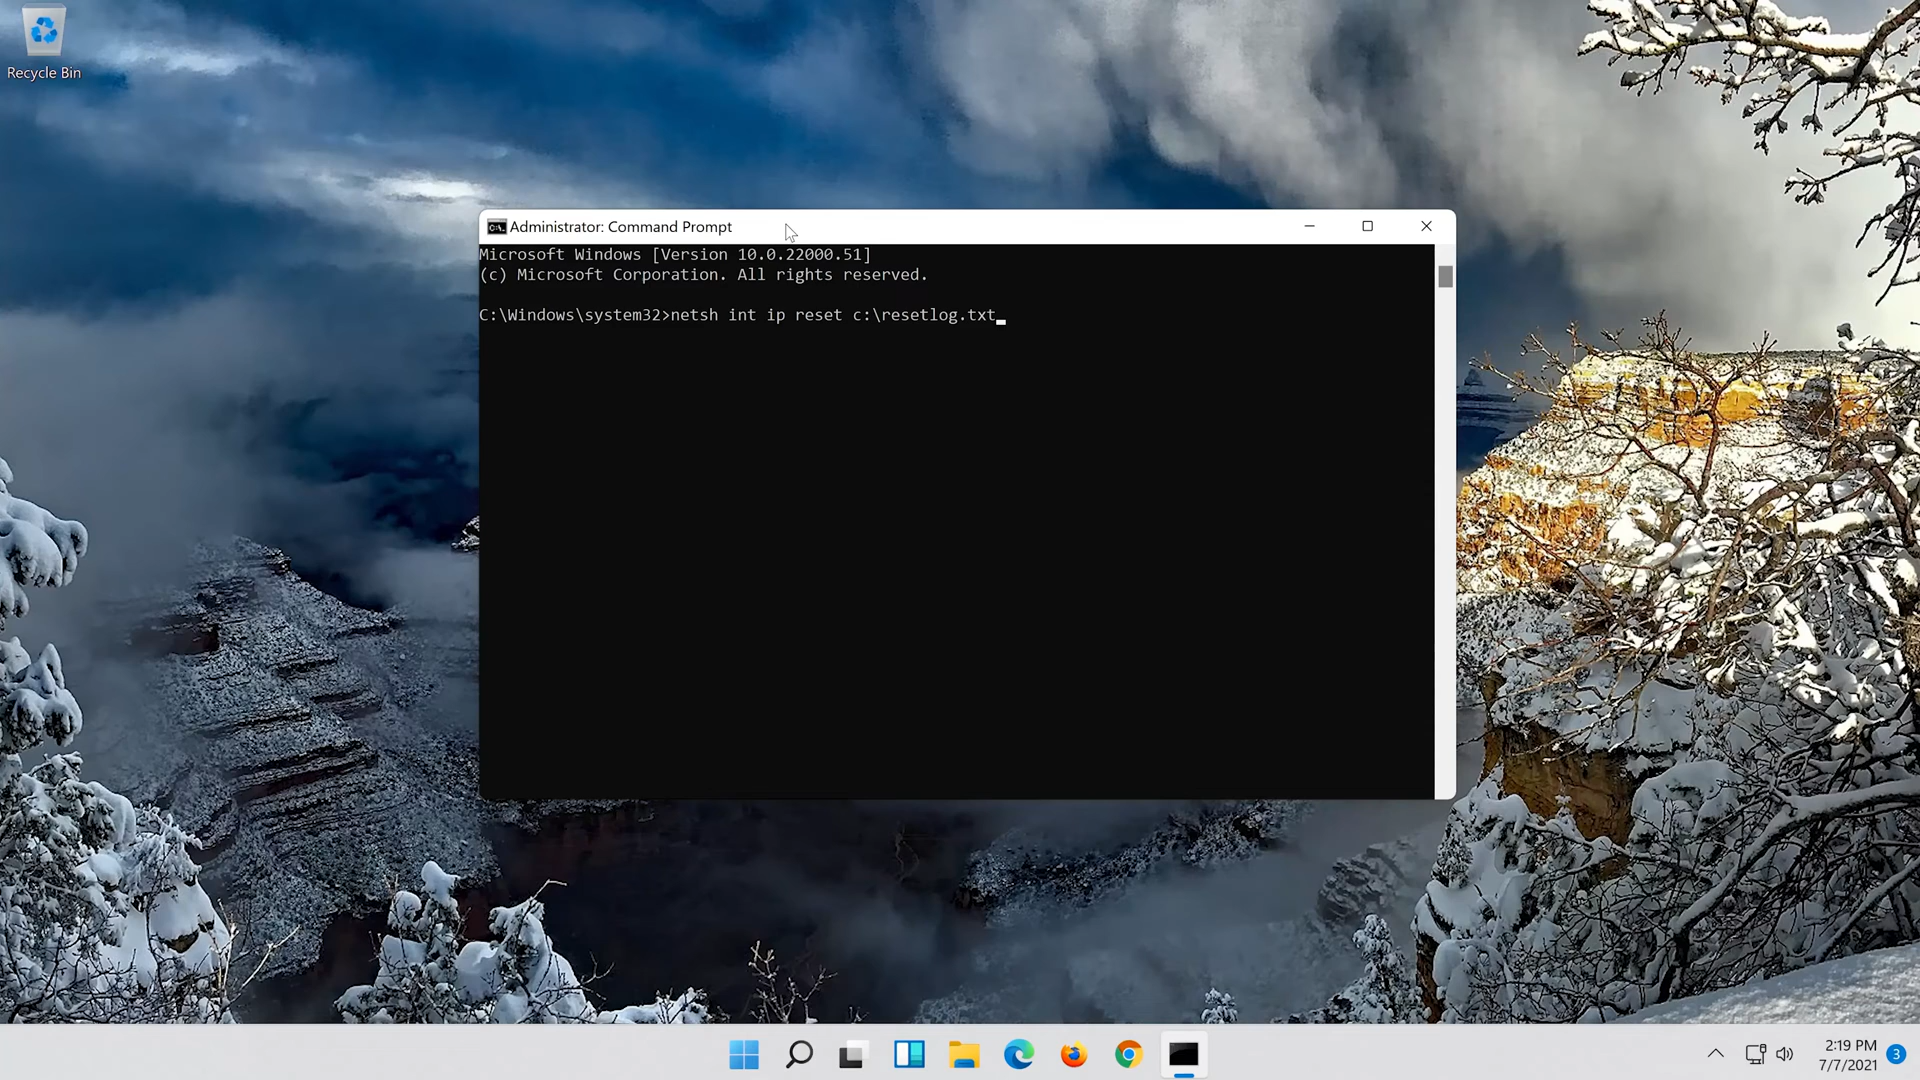 Recycle Bin
Administrator: Command Prompt
Microsoft Windows [Version 10.0.22000.51]
(c) Microsoft Corporation. All rights reserved.
C:\Windows\system32>netsh int ip reset c:\resetlog.txt
2:19 PM
7/7/2021
3